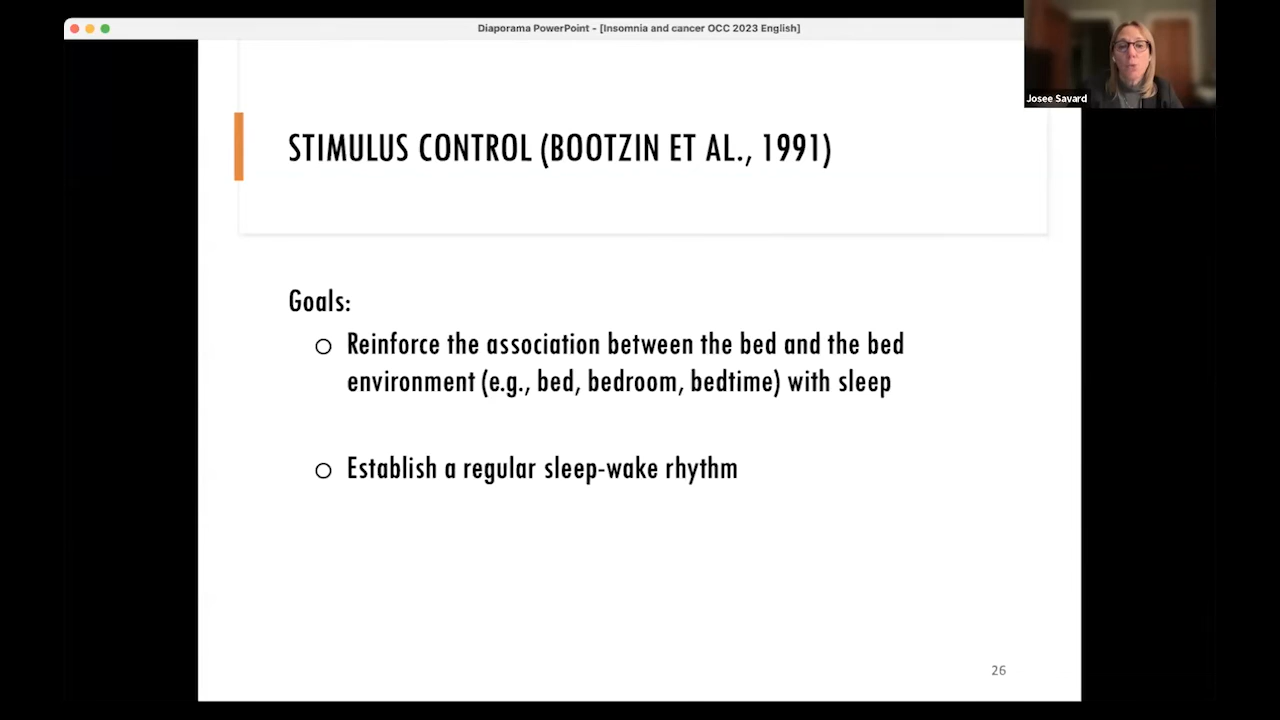 Diaporama PowerPoint - [Insomnia and cancer OCC 2023 English]
Josee Savard
STIMULUS CONTROL (BOOTZIN ET AL., 1991)
Goals:
Reinforce the association between the bed and the bed
environment (e.g., bed, bedroom, bedtime) with sleep
Establish a regular sleep-wake rhythm
26